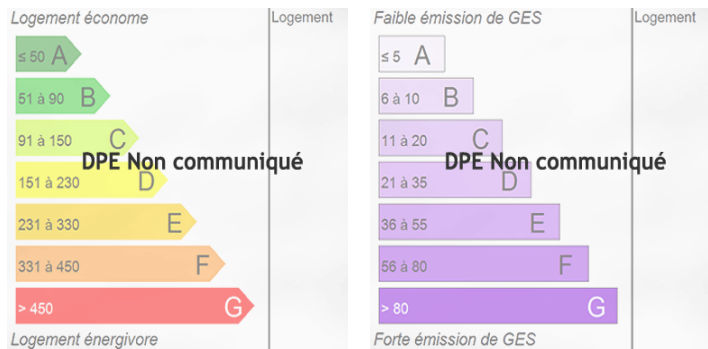 Logement économe
Logement
≤ 50 A
51 à 90 B
91 à 150 C
DPE Non communiqué
151 à 230 D
231 à 330 E
331 à 450 F
> 450 G
Logement énergivore
Faible émission de GES
Logement
≤ 5 A
6 à 10 B
11 à 20 C
DPE Non communiqué
21 à 35 D
36 à 55 E
56 à 80 F
> 80 G
Forte émission de GES